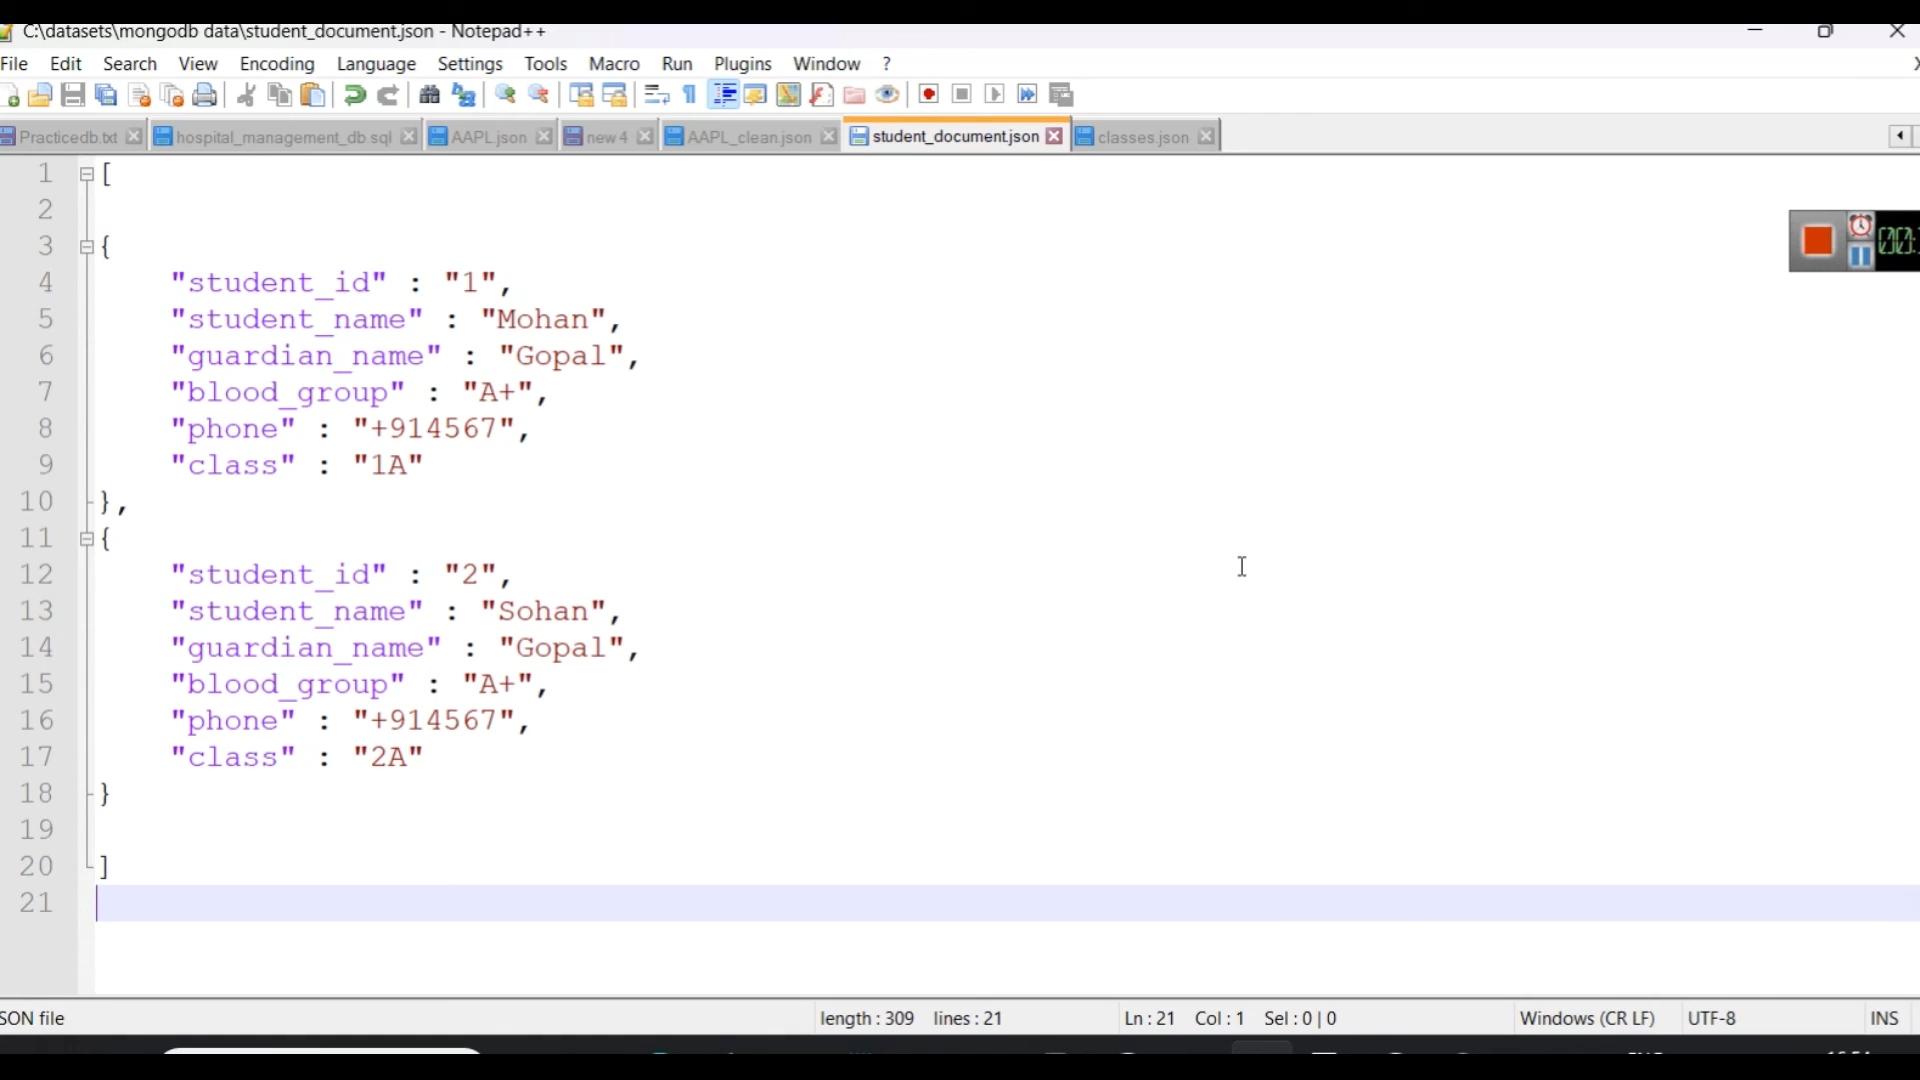 C:\datasets\mongodb data\student_document.json - Notepad++
File Edit Search View Encoding Language Settings Tools Macro Run Plugins Window ?
Practicedb.txt hospital_management_db.sql AAPL.json new 4 AAPL_clean.json student_document.json classes.json
1 [
2
3 {
4 "student_id" : "1",
5 "student_name" : "Mohan",
6 "guardian_name" : "Gopal",
7 "blood_group" : "A+",
8 "phone" : "+914567",
9 "class" : "1A"
10 },
11 {
12 "student_id" : "2",
13 "student_name" : "Sohan",
14 "guardian_name" : "Gopal",
15 "blood_group" : "A+",
16 "phone" : "+914567",
17 "class" : "2A"
18 }
19
20 ]
21
SON file length : 309 lines : 21 Ln : 21 Col : 1 Sel : 0 | 0 Windows (CR LF) UTF-8 INS